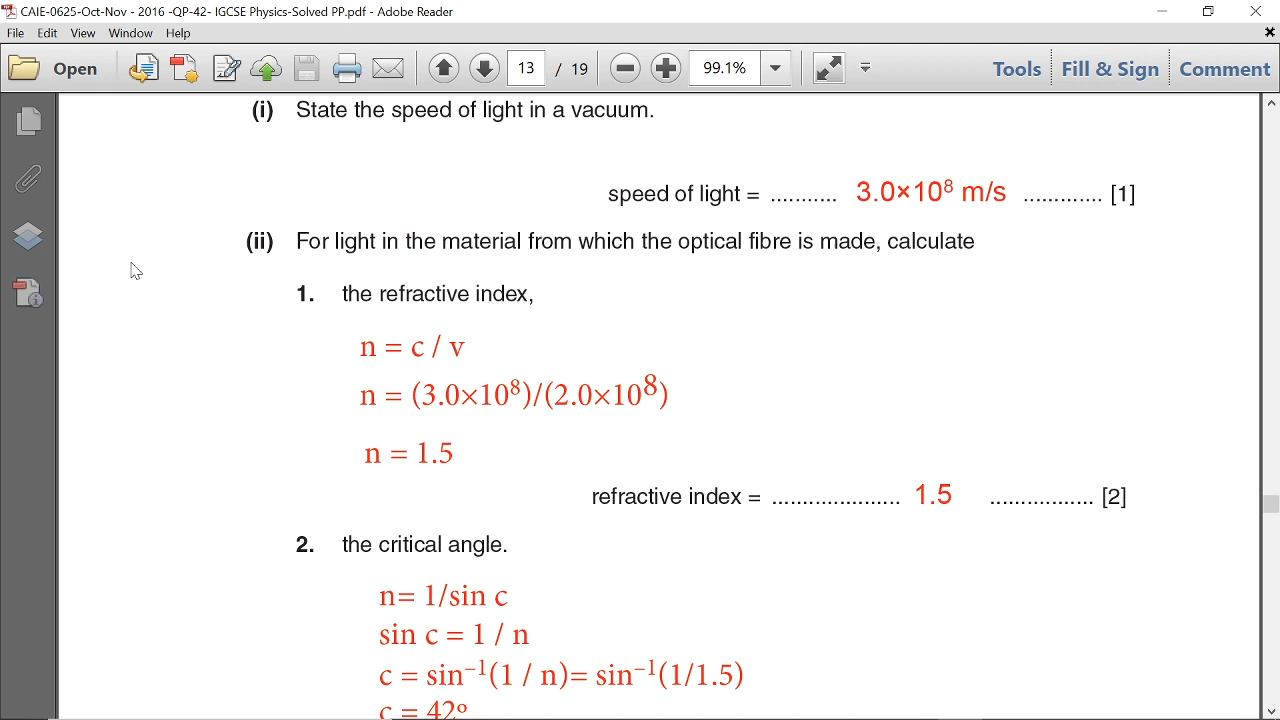 CAIE-0625-Oct-Nov - 2016 -QP-42- IGCSE Physics-Solved PP.pdf - Adobe Reader
File Edit View Window Help
Open 13 / 19 99.1% Tools Fill & Sign Comment
(i) State the speed of light in a vacuum.
speed of light = ........... 3.0×10⁸ m/s ............. [1]
(ii) For light in the material from which the optical fibre is made, calculate
1. the refractive index,
n = c / v
n = (3.0×10⁸)/(2.0×10⁸)
n = 1.5
refractive index = ..................... 1.5 ................. [2]
2. the critical angle.
n= 1/sin c
sin c = 1 / n
c = sin⁻¹(1 / n)= sin⁻¹(1/1.5)
c = 42º